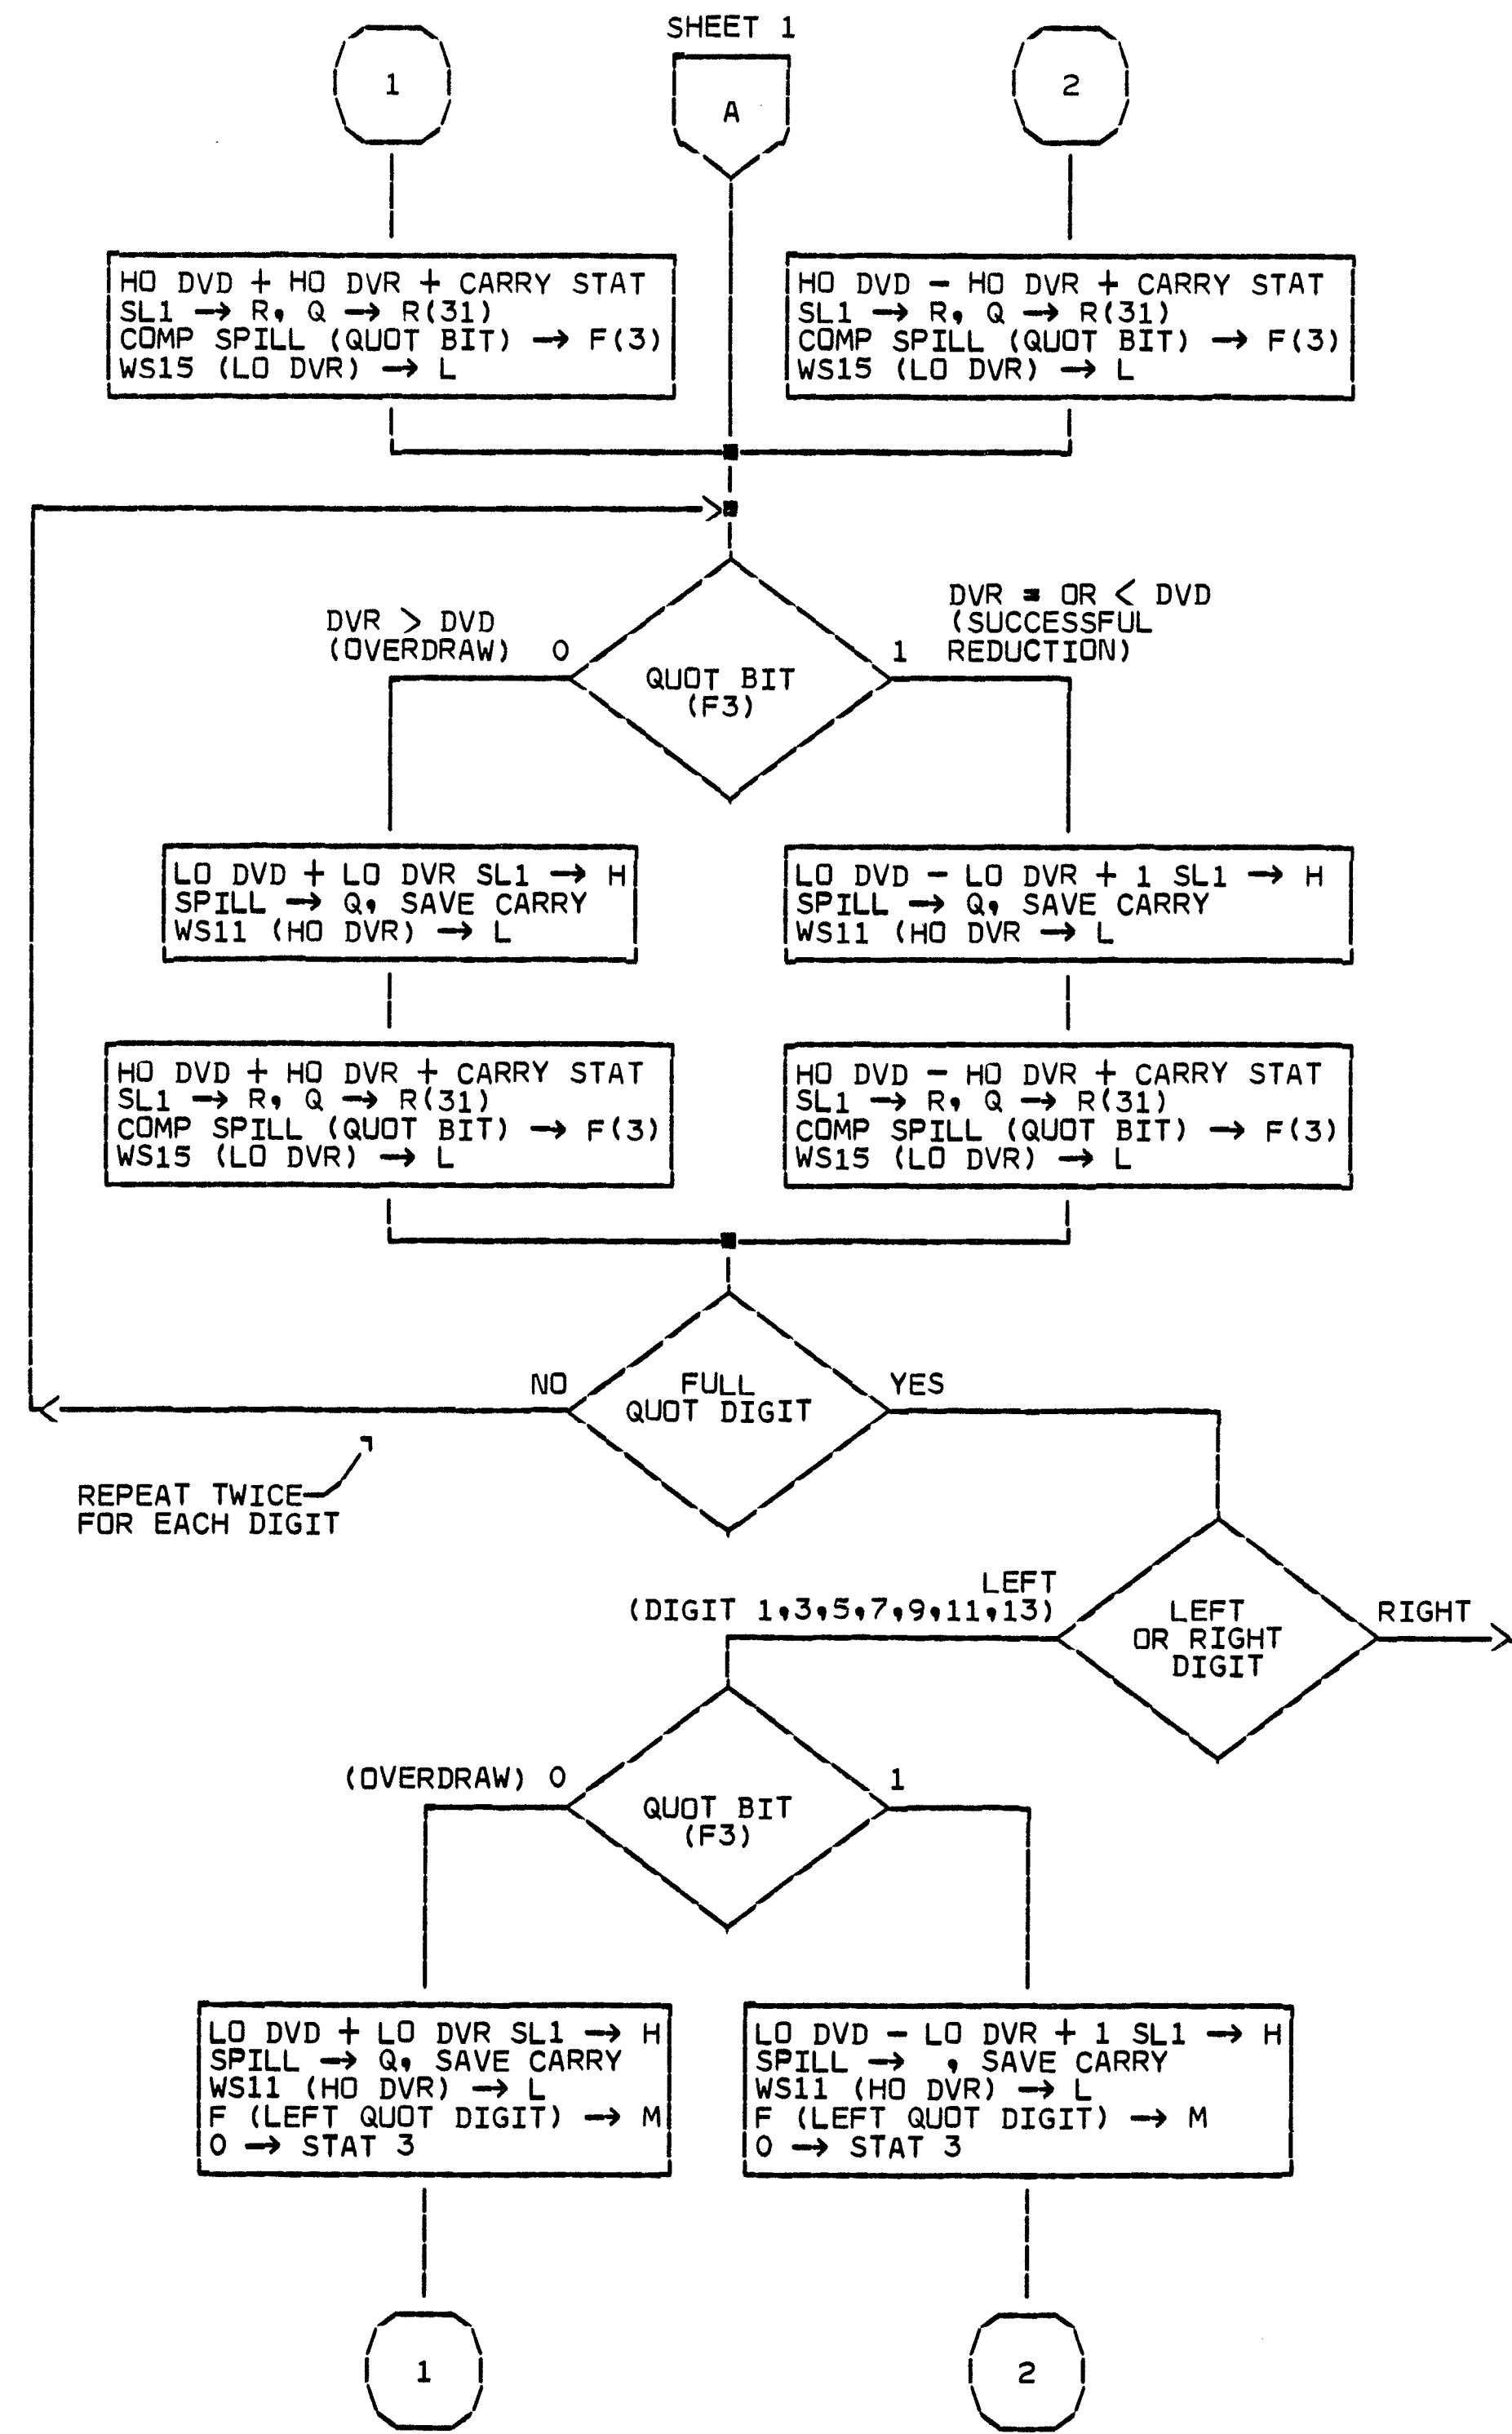 SHEET 1
1
A
2
HO DVD + HO DVR + CARRY STAT
SL1 → R, Q → R(31)
COMP SPILL (QUOT BIT) → F(3)
WS15 (LO DVR) → L
HO DVD - HO DVR + CARRY STAT
SL1 → R, Q → R(31)
COMP SPILL (QUOT BIT) → F(3)
WS15 (LO DVR) → L
DVR > DVD
(OVERDRAW) 0
DVR = OR < DVD
(SUCCESSFUL
1 REDUCTION)
QUOT BIT
(F3)
LO DVD + LO DVR SL1 → H
SPILL → Q, SAVE CARRY
WS11 (HO DVR) → L
LO DVD - LO DVR + 1 SL1 → H
SPILL → Q, SAVE CARRY
WS11 (HO DVR → L
HO DVD + HO DVR + CARRY STAT
SL1 → R, Q → R(31)
COMP SPILL (QUOT BIT) → F(3)
WS15 (LO DVR) → L
HO DVD - HO DVR + CARRY STAT
SL1 → R, Q → R(31)
COMP SPILL (QUOT BIT) → F(3)
WS15 (LO DVR) → L
NO
FULL
QUOT DIGIT
YES
REPEAT TWICE
FOR EACH DIGIT
LEFT
(DIGIT 1,3,5,7,9,11,13)
LEFT
OR RIGHT
DIGIT
RIGHT
(OVERDRAW) 0
QUOT BIT
(F3)
1
LO DVD + LO DVR SL1 → H
SPILL → Q, SAVE CARRY
WS11 (HO DVR) → L
F (LEFT QUOT DIGIT) → M
0 → STAT 3
LO DVD - LO DVR + 1 SL1 → H
SPILL → , SAVE CARRY
WS11 (HO DVR) → L
F (LEFT QUOT DIGIT) → M
0 → STAT 3
1
2